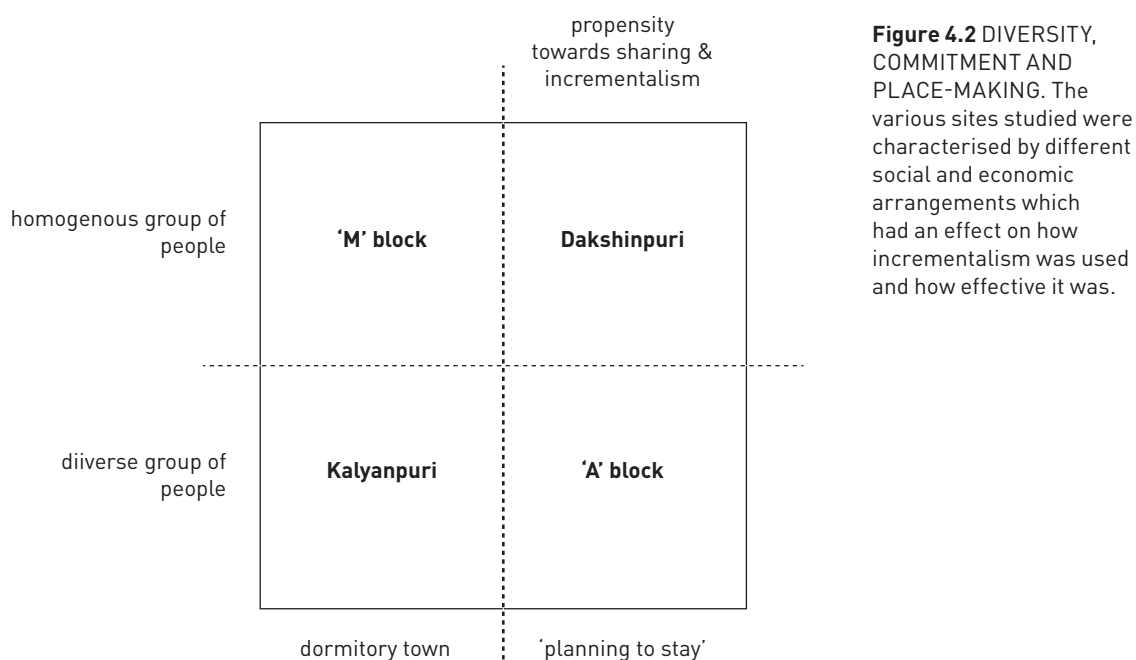 propensity
towards sharing &
incrementalism
homogenous group of
people
‘M’ block
Dakshinpuri
diiverse group of
people
Kalyanpuri
‘A’ block
dormitory town
‘planning to stay’
Figure 4.2 DIVERSITY,
COMMITMENT AND
PLACE-MAKING. The
various sites studied were
characterised by different
social and economic
arrangements which
had an effect on how
incrementalism was used
and how effective it was.